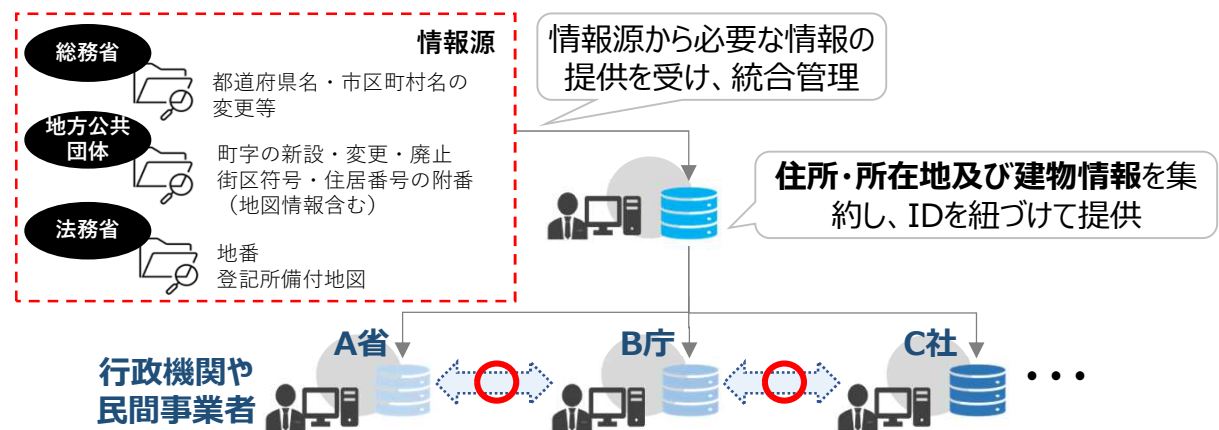 情報源
総務省
都道府県名・市区町村名の
変更等
地方公共
団体
町字の新設・変更・廃止
街区符号・住居番号の附番
（地図情報含む）
法務省
地番
登記所備付地図
情報源から必要な情報の
提供を受け、統合管理
住所・所在地及び建物情報を集
約し、IDを紐づけて提供
行政機関や
民間事業者
A省
B庁
C社
・・・